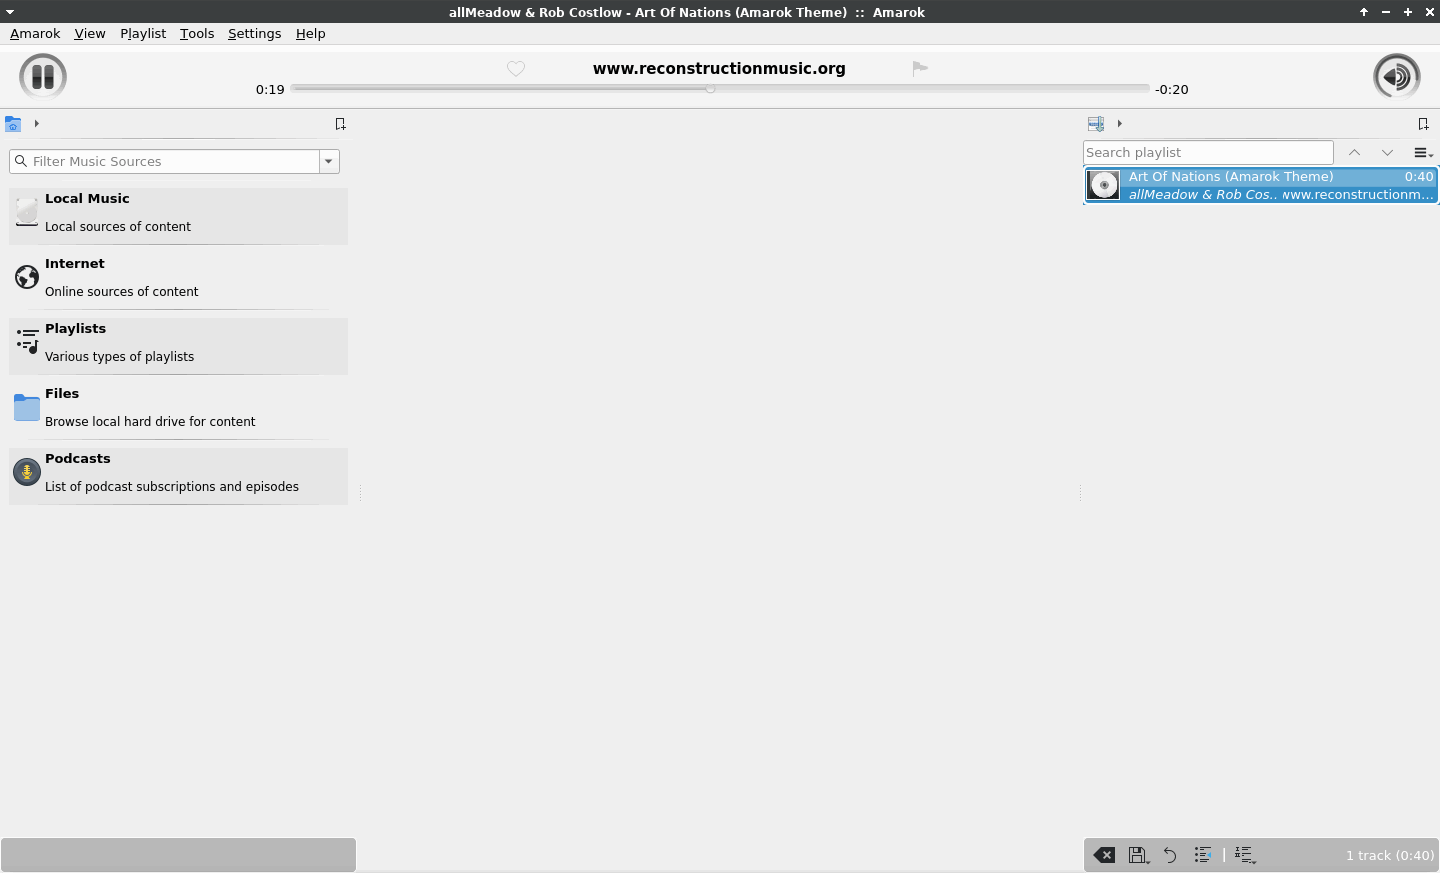 allMeadow & Rob Costlow - Art Of Nations (Amarok Theme) :: Amarok
Amarok View Playlist Tools Settings Help
www.reconstructionmusic.org
0:19 -0:20
Filter Music Sources
Search playlist
Local Music
Local sources of content
Internet
Online sources of content
Playlists
Various types of playlists
Files
Browse local hard drive for content
Podcasts
List of podcast subscriptions and episodes
Art Of Nations (Amarok Theme) 0:40
allMeadow & Rob Cos.. www.reconstructionm...
1 track (0:40)